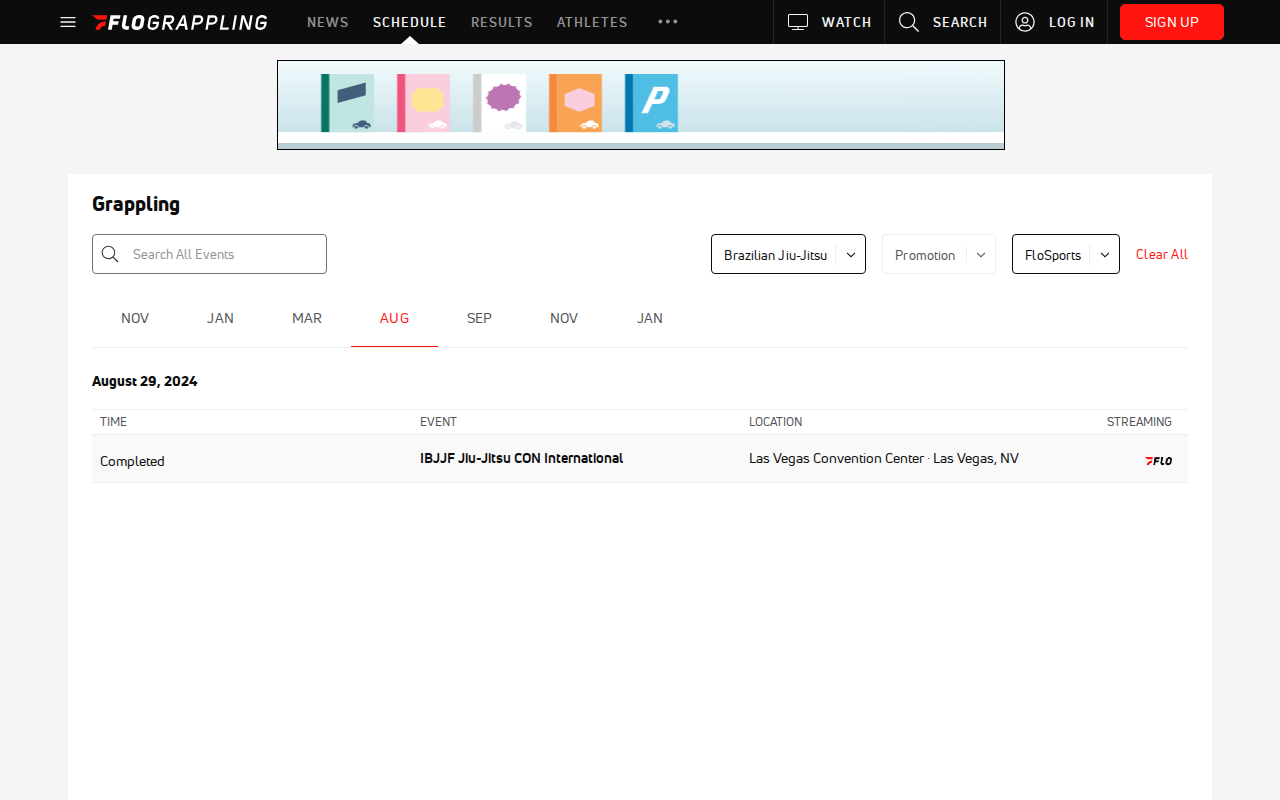 FLOGRAPPLING NEWS SCHEDULE RESULTS ATHLETES ••• WATCH SEARCH LOG IN SIGN UP
P
Grappling
Search All Events Brazilian Jiu-Jitsu Promotion FloSports Clear All
NOV JAN MAR AUG SEP NOV JAN
August 29, 2024
TIME EVENT LOCATION STREAMING
Completed IBJJF Jiu-Jitsu CON International Las Vegas Convention Center · Las Vegas, NV FLO